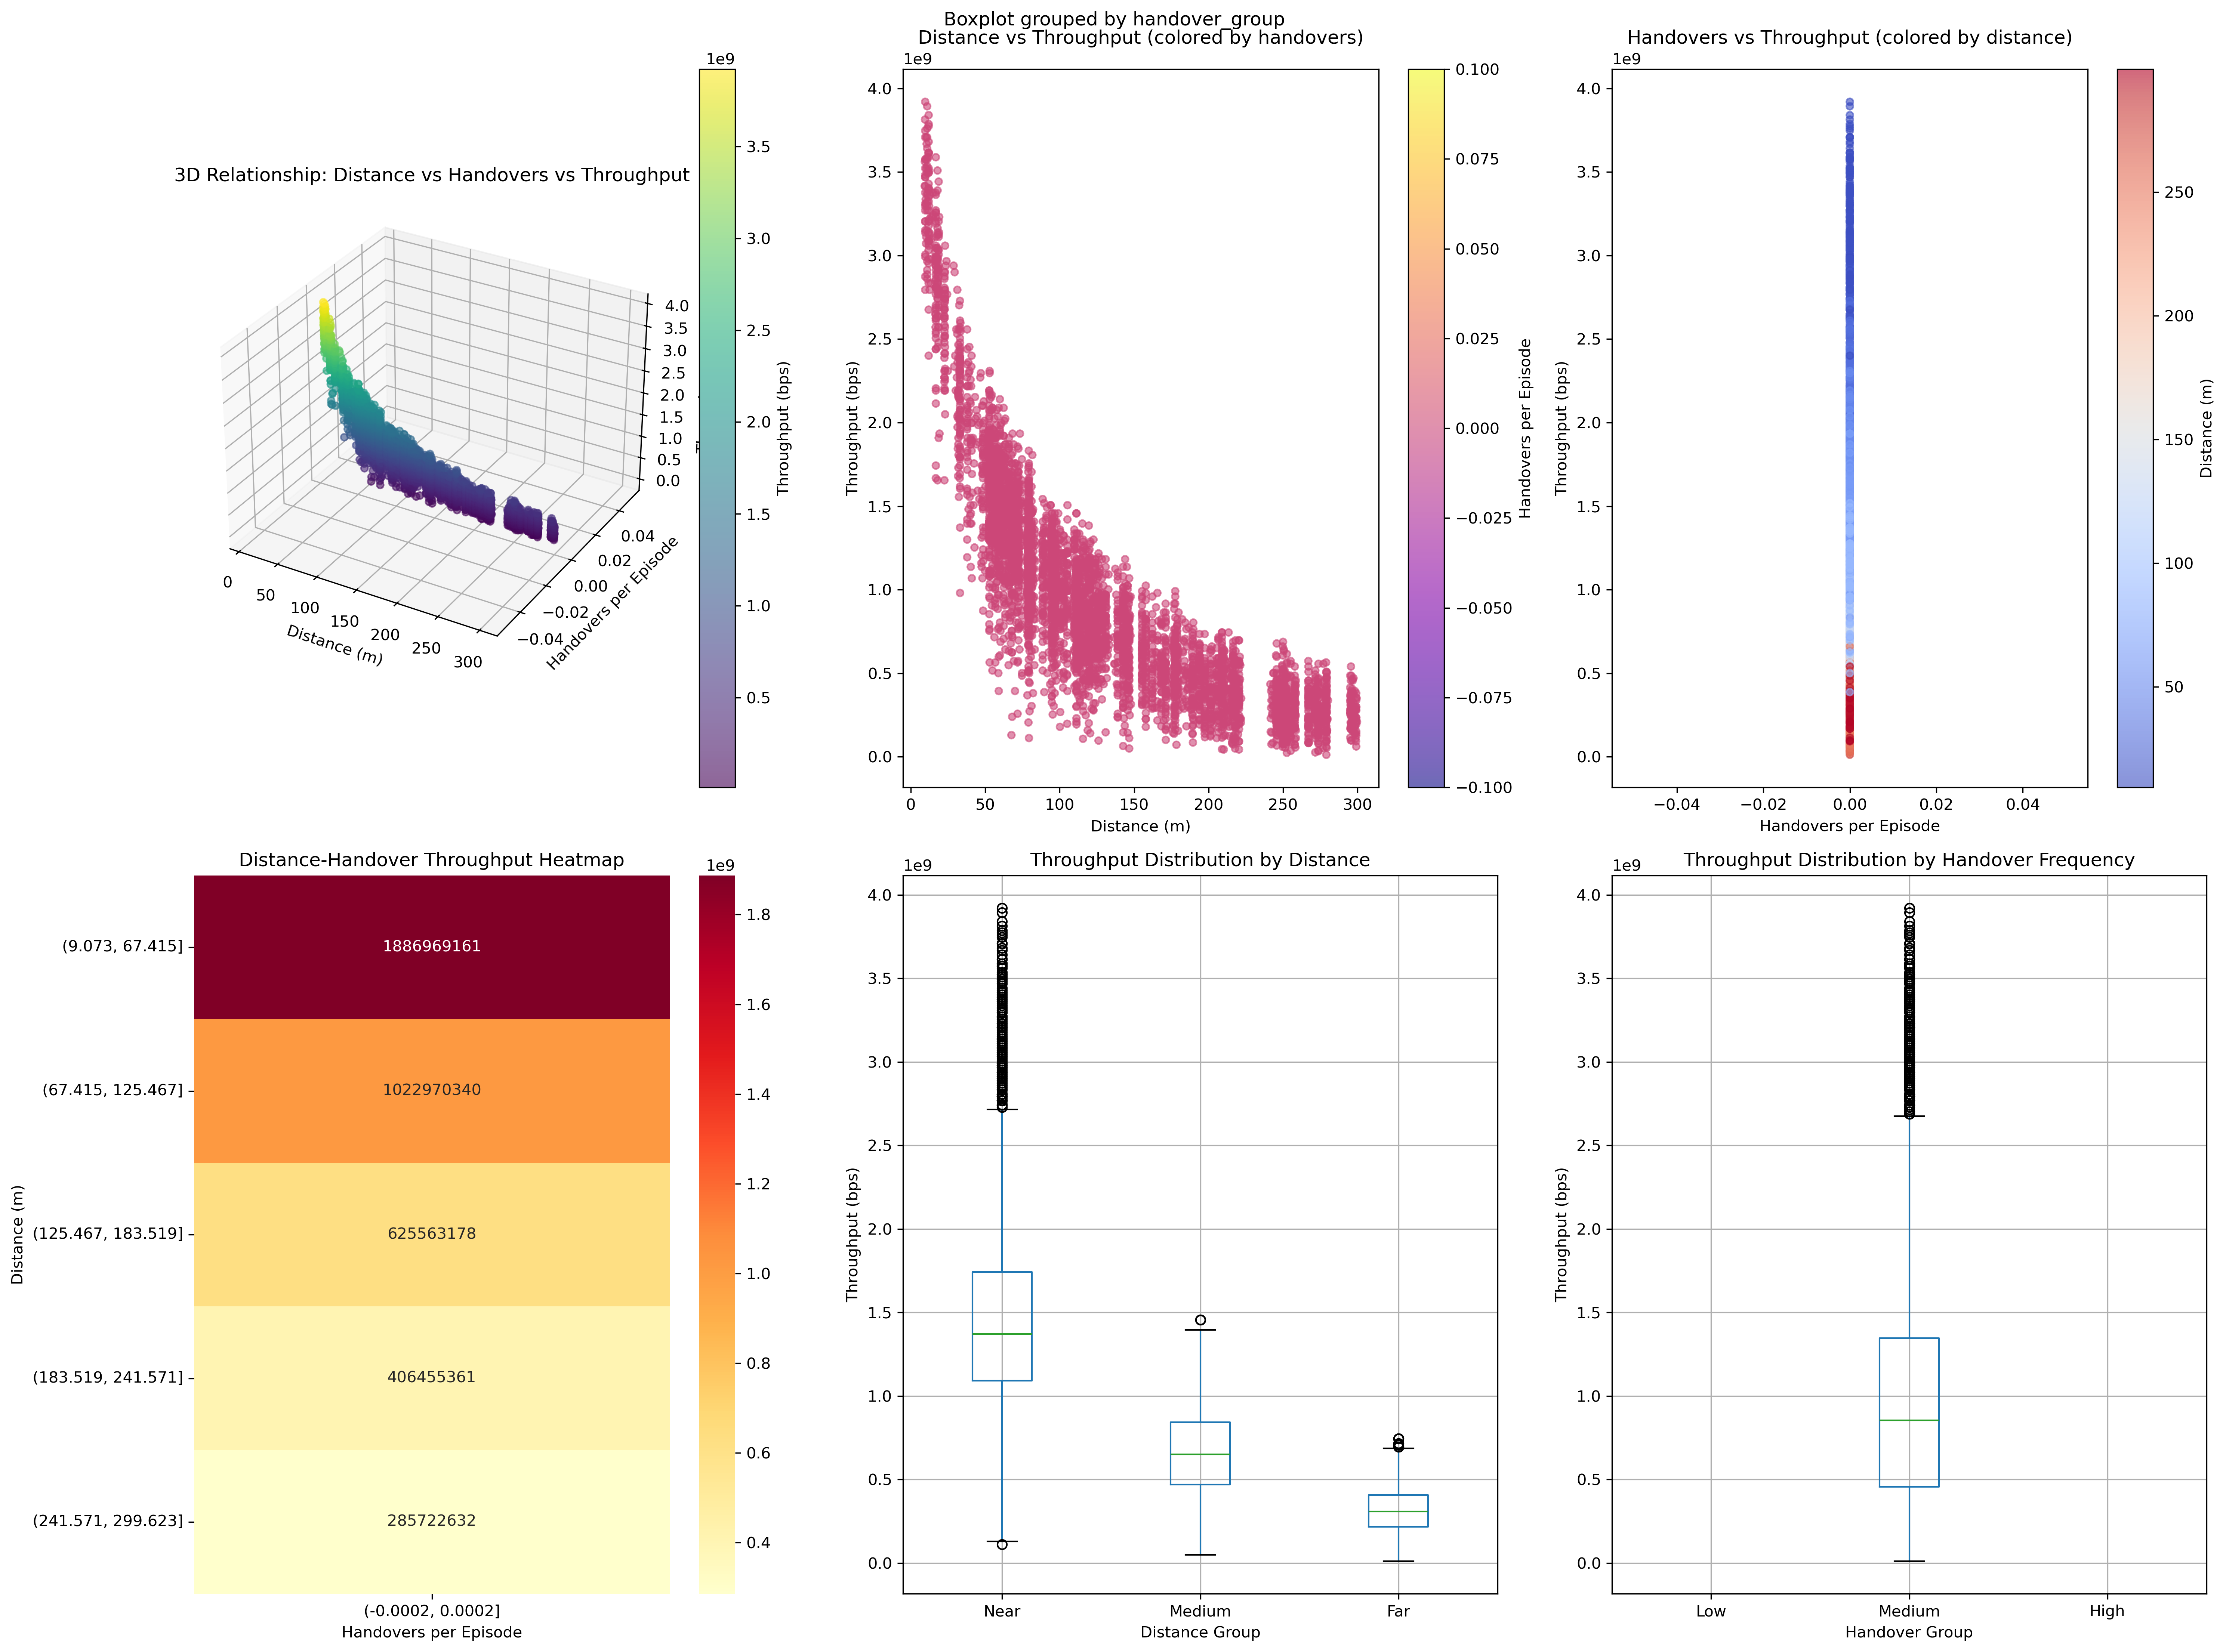 3D Relationship: Distance vs Handovers vs Throughput
1e9
3.5
3.0
2.5
2.0
1.5
1.0
0.5
Throughput (bps)
4.0
3.5
3.0
2.5
2.0
1.5
1.0
0.5
0.0
0.04
0.02
0.00
−0.02
−0.04
Handovers per Episode
0
50
100
150
200
250
300
Distance (m)
Boxplot grouped by handover_group
Distance vs Throughput (colored by handovers)
1e9
4.0
3.5
3.0
2.5
2.0
1.5
1.0
0.5
0.0
Throughput (bps)
0 50 100 150 200 250 300
Distance (m)
0.100
0.075
0.050
0.025
0.000
−0.025
−0.050
−0.075
−0.100
Handovers per Episode
Handovers vs Throughput (colored by distance)
1e9
4.0
3.5
3.0
2.5
2.0
1.5
1.0
0.5
0.0
Throughput (bps)
−0.04 −0.02 0.00 0.02 0.04
Handovers per Episode
250
200
150
100
50
Distance (m)
Distance-Handover Throughput Heatmap
Distance (m)
(9.073, 67.415] 1886969161
(67.415, 125.467] 1022970340
(125.467, 183.519] 625563178
(183.519, 241.571] 406455361
(241.571, 299.623] 285722632
(-0.0002, 0.0002]
Handovers per Episode
1e9
1.8
1.6
1.4
1.2
1.0
0.8
0.6
0.4
Throughput Distribution by Distance
1e9
4.0
3.5
3.0
2.5
2.0
1.5
1.0
0.5
0.0
Throughput (bps)
Near Medium Far
Distance Group
Throughput Distribution by Handover Frequency
1e9
4.0
3.5
3.0
2.5
2.0
1.5
1.0
0.5
0.0
Throughput (bps)
Low Medium High
Handover Group